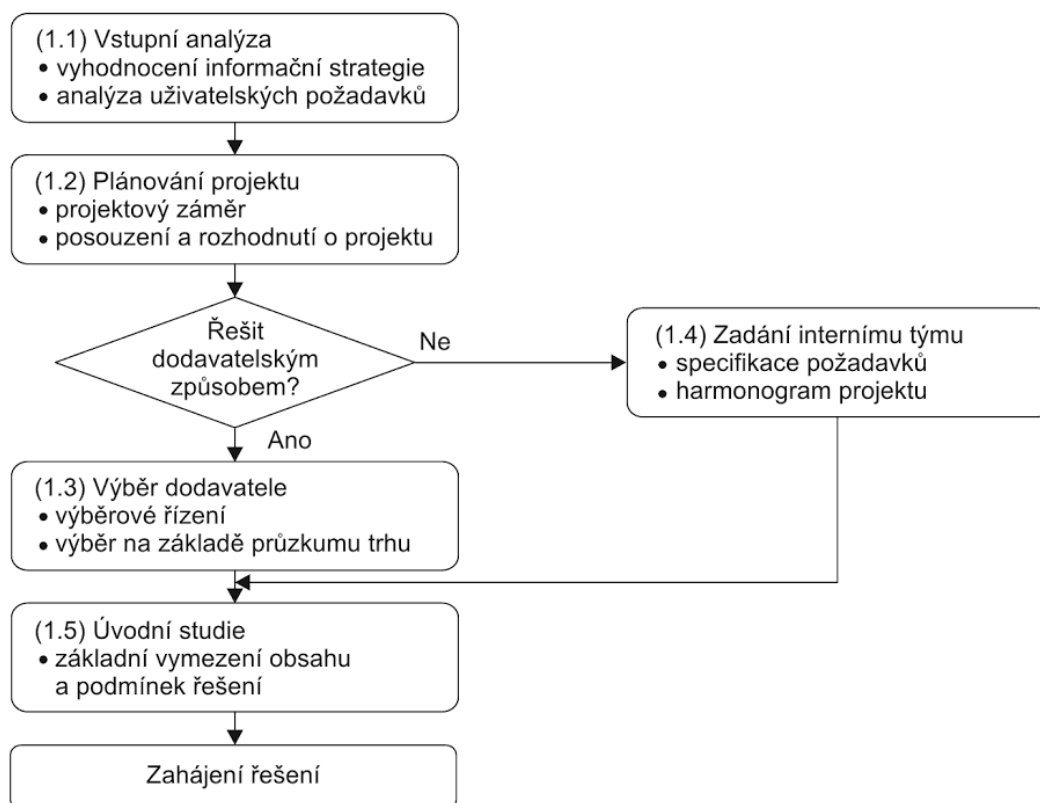 (1.1) Vstupní analýza
• vyhodnocení informační strategie
• analýza uživatelských požadavků
(1.2) Plánování projektu
• projektový záměr
• posouzení a rozhodnutí o projektu
Řešit
dodavatelským
způsobem?
Ne
(1.4) Zadání internímu týmu
• specifikace požadavků
• harmonogram projektu
Ano
(1.3) Výběr dodavatele
• výběrové řízení
• výběr na základě průzkumu trhu
(1.5) Úvodní studie
• základní vymezení obsahu
a podmínek řešení
Zahájení řešení